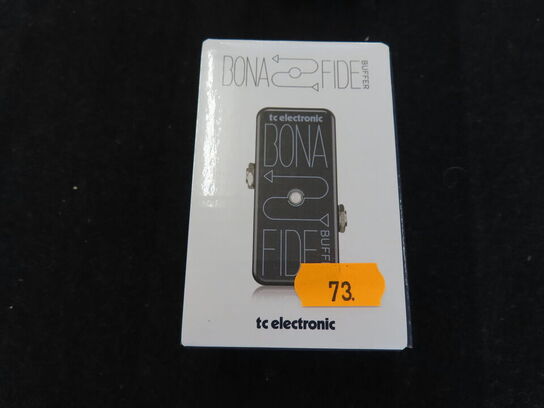 BONA FIDE BUFFER
tc electronic
BONA
FIDE BUFFER
73.
tc electronic